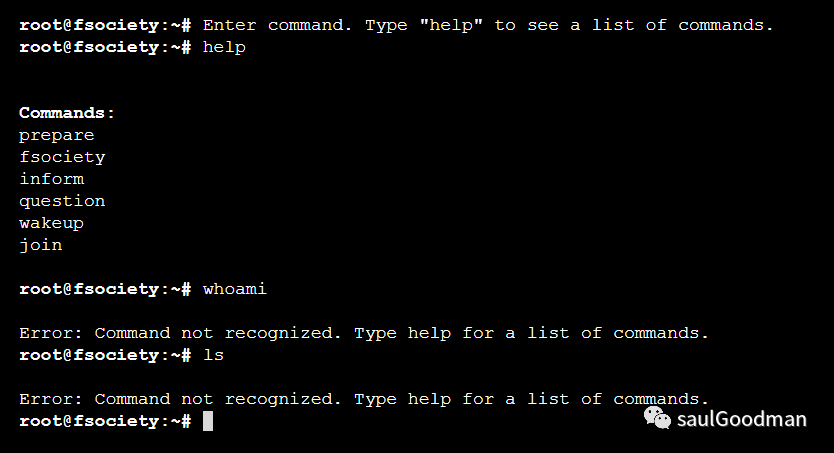 root@fsociety:~# Enter command. Type "help" to see a list of commands.
root@fsociety:~# help
Commands:
prepare
fsociety
inform
question
wakeup
join
root@fsociety:~# whoami
Error: Command not recognized. Type help for a list of commands.
root@fsociety:~# ls
Error: Command not recognized. Type help for a list of commands.
root@fsociety:~#
saulGoodman